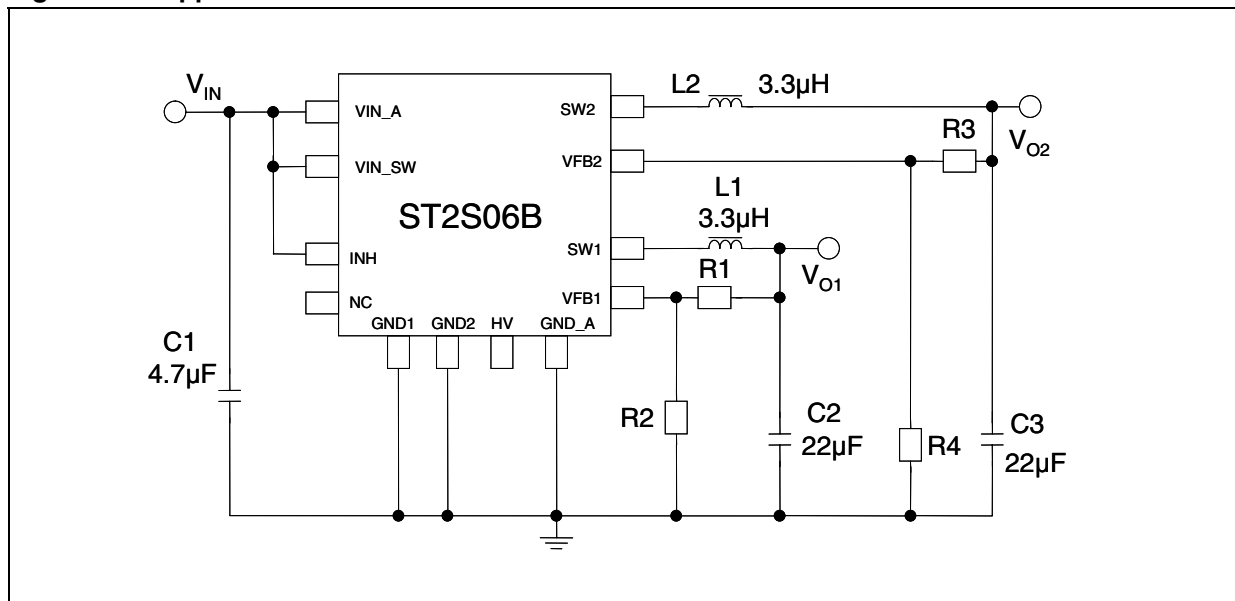 V_IN
VIN_A
VIN_SW
INH
NC
ST2S06B
SW2
VFB2
SW1
VFB1
GND1 GND2 HV GND_A
L2 3.3µH
R3
V_O2
L1
3.3µH
R1
V_O1
C1
4.7µF
R2
C2
22µF
R4
C3
22µF